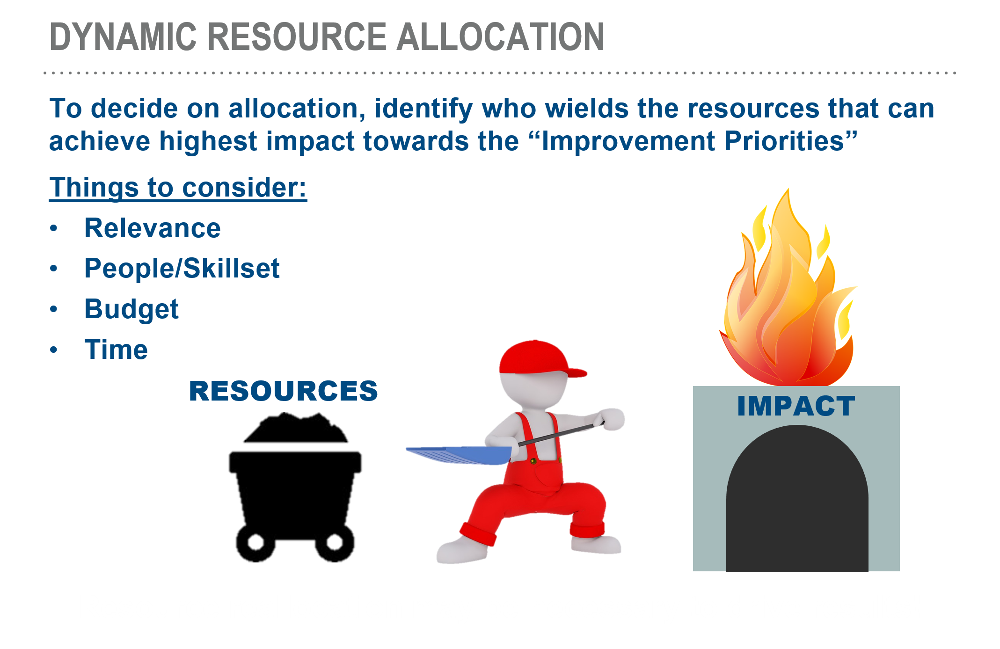 DYNAMIC RESOURCE ALLOCATION
To decide on allocation, identify who wields the resources that can
achieve highest impact towards the “Improvement Priorities”
Things to consider:
• Relevance
• People/Skillset
• Budget
• Time
RESOURCES
IMPACT